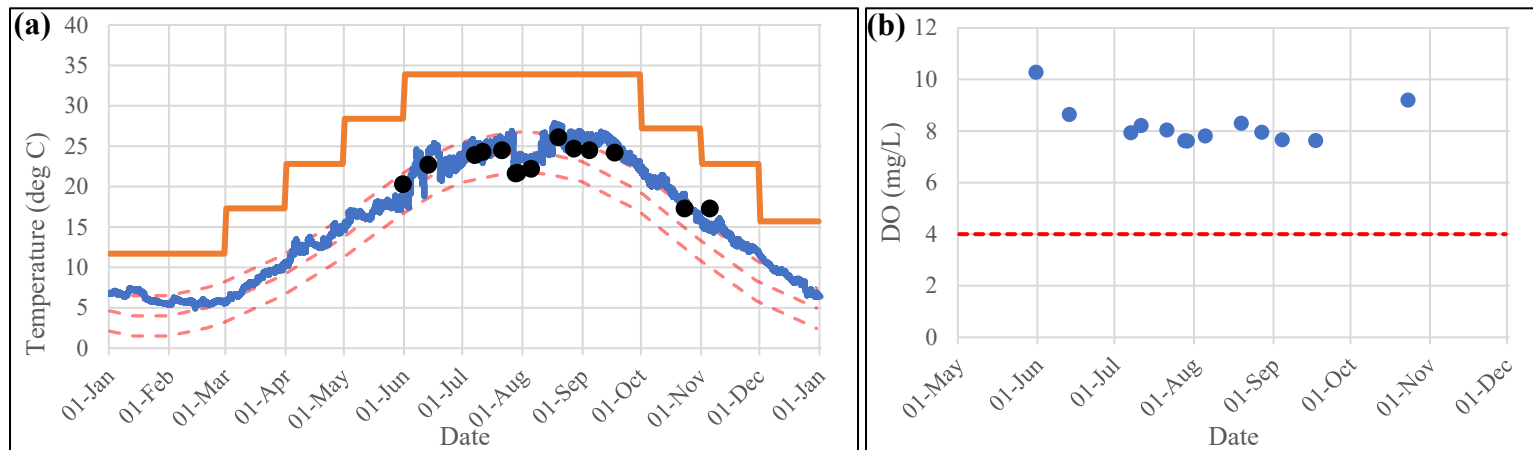 (a)
Temperature (deg C)
40
35
30
25
20
15
10
5
0
01-Jan
01-Feb
01-Mar
01-Apr
01-May
01-Jun
01-Jul
01-Aug
01-Sep
01-Oct
01-Nov
01-Dec
01-Jan
Date
(b)
DO (mg/L)
12
10
8
6
4
2
0
01-May
01-Jun
01-Jul
01-Aug
01-Sep
01-Oct
01-Nov
01-Dec
Date